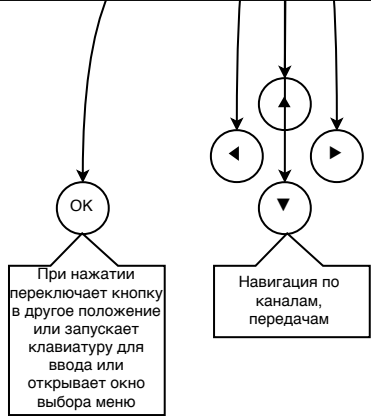 ▲
◀ ▶
OK ▼
При нажатии
переключает кнопку
в другое положение
или запускает
клавиатуру для
ввода или
открывает окно
выбора меню
Навигация по
каналам,
передачам